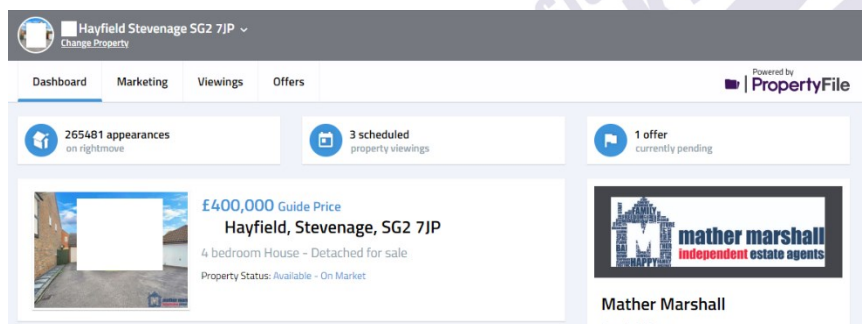 Hayfield Stevenage SG2 7JP
Change Property
Dashboard Marketing Viewings Offers
Powered by
PropertyFile
265481 appearances
on rightmove
3 scheduled
property viewings
1 offer
currently pending
£400,000 Guide Price
Hayfield, Stevenage, SG2 7JP
4 bedroom House - Detached for sale
Property Status: Available - On Market
mather marshall
independent estate agents
FAMILY
HAPPY
Mather Marshall